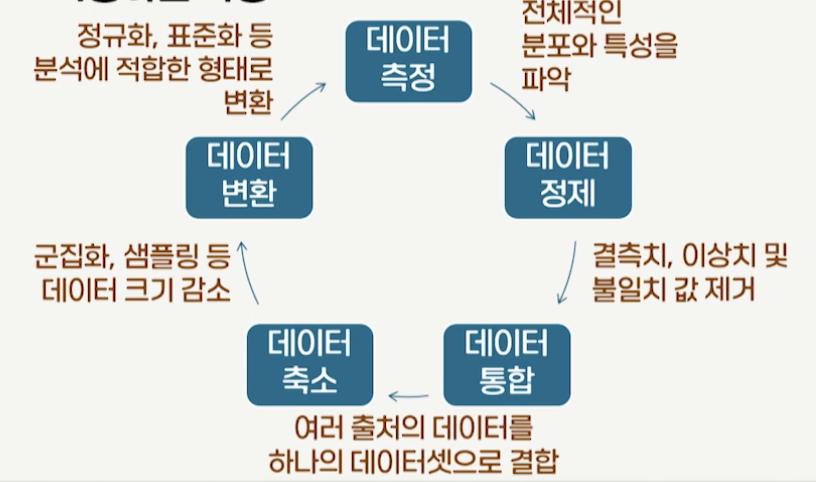 전체적인
분포와 특성을
파악
데이터
측정
정규화, 표준화 등
분석에 적합한 형태로
변환
데이터
변환
데이터
정제
군집화, 샘플링 등
데이터 크기 감소
결측치, 이상치 및
불일치 값 제거
데이터
축소
데이터
통합
여러 출처의 데이터를
하나의 데이터셋으로 결합